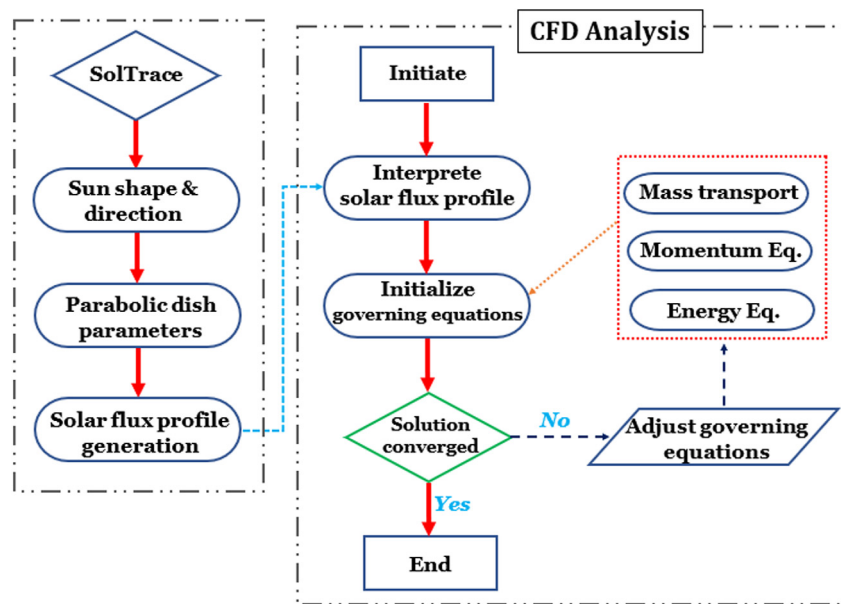 CFD Analysis
SolTrace
Sun shape &
direction
Parabolic dish
parameters
Solar flux profile
generation
Initiate
Interprete
solar flux profile
Initialize
governing equations
Solution
converged
No
Yes
End
Mass transport
Momentum Eq.
Energy Eq.
Adjust governing
equations